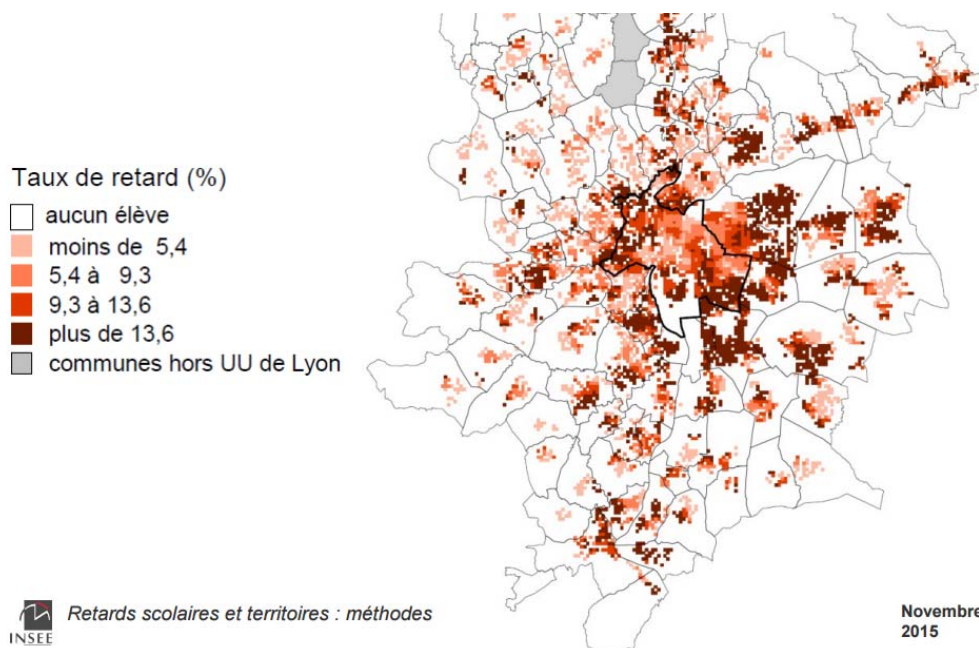 Taux de retard (%)
aucun élève
moins de 5,4
5,4 à 9,3
9,3 à 13,6
plus de 13,6
communes hors UU de Lyon
INSEE
Retards scolaires et territoires : méthodes
Novembre
2015